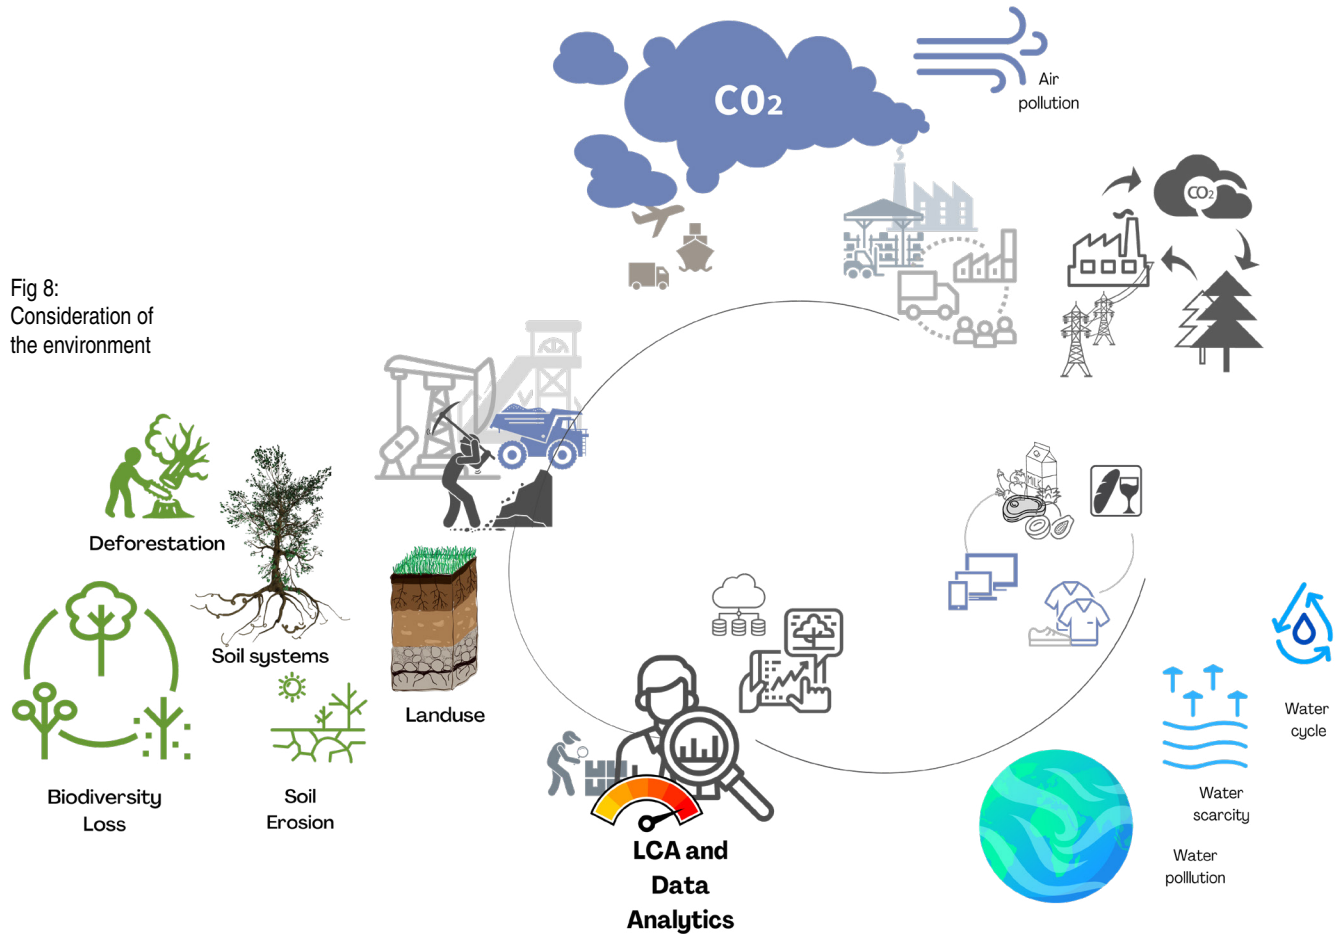 CO2
Air
pollution
CO2
Fig 8:
Consideration of
the environment
MILK
Deforestation
Soil systems
Landuse
Biodiversity
Loss
Soil
Erosion
Water
cycle
Water
scarcity
Water
polllution
LCA and
Data
Analytics